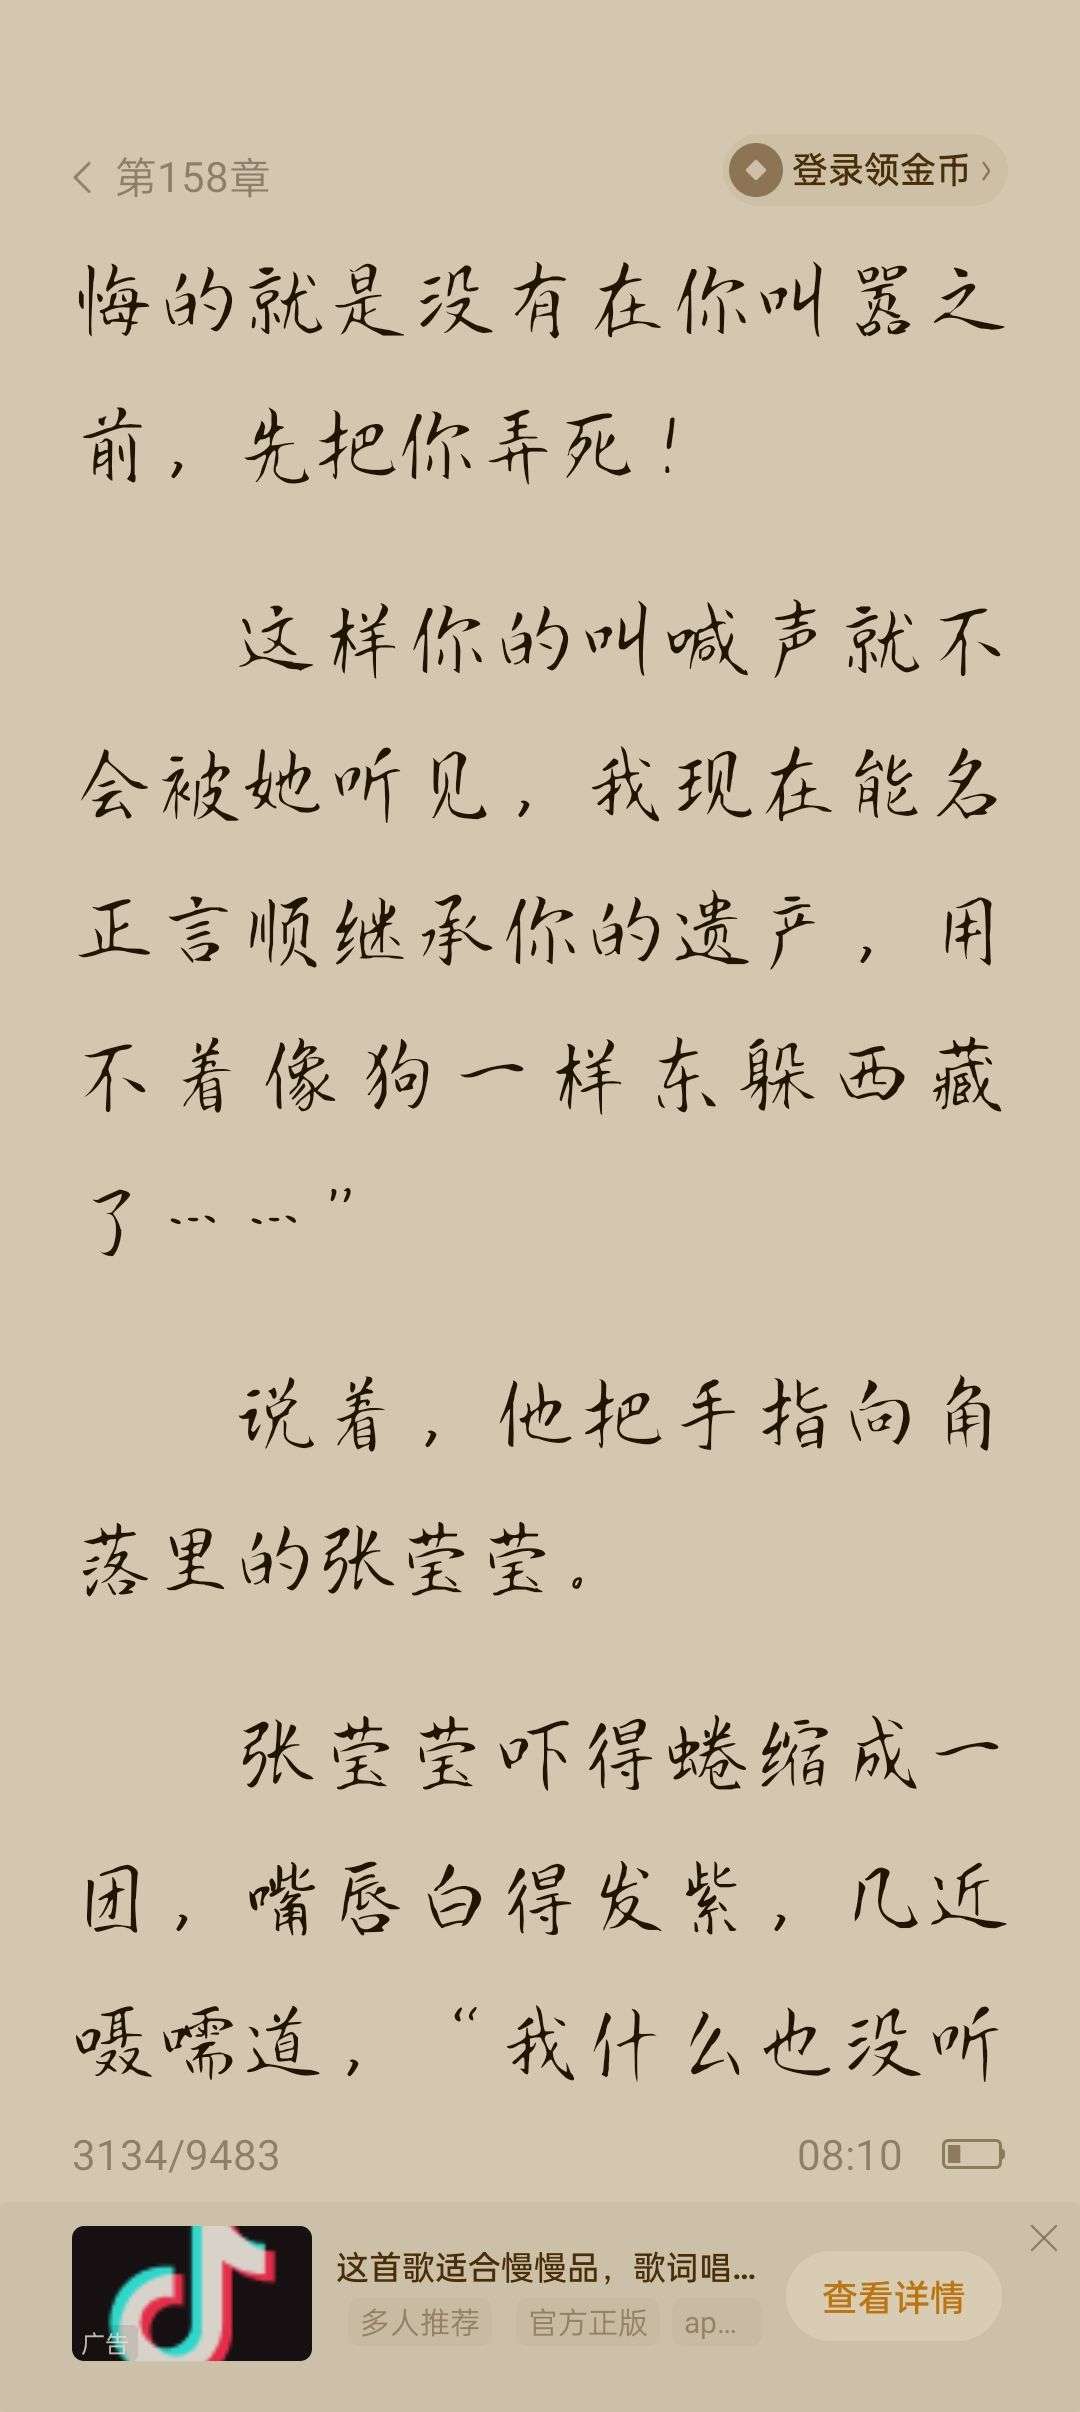 第158章
登录领金币
悔的就是没有在你叫嚣之
前，先把你弄死！
这样你的叫喊声就不
会被她听见，我现在能名
正言顺继承你的遗产，用
不着像狗一样东躲西藏
了……”
说着，他把手指向角
落里的张莹莹。
张莹莹吓得蜷缩成一
团，嘴唇白得发紫，几近
嗫嚅道，“我什么也没听
3134/9483
08:10
这首歌适合慢慢品，歌词唱...
多人推荐 官方正版 ap...
查看详情
广告